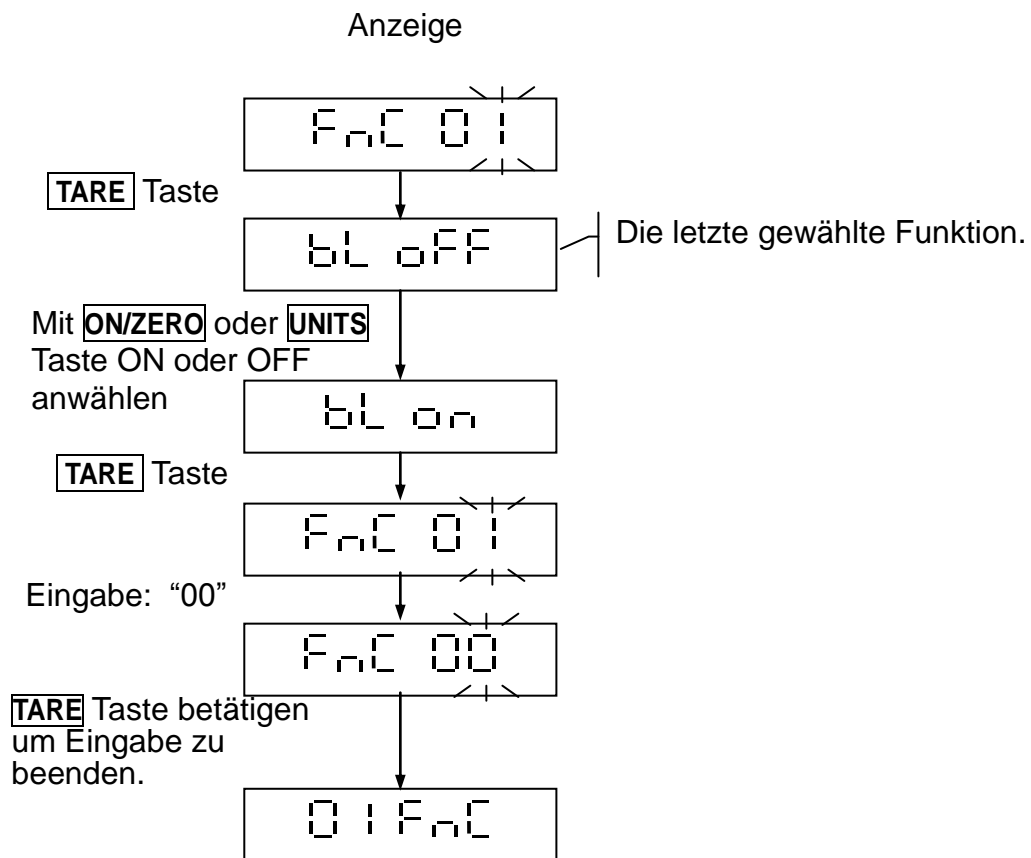 Anzeige
FnC 01
TARE Taste
bL oFF
Die letzte gewählte Funktion.
Mit ON/ZERO oder UNITS
Taste ON oder OFF
anwählen
bL on
TARE Taste
FnC 01
Eingabe: “00”
FnC 00
TARE Taste betätigen
um Eingabe zu
beenden.
01FnC